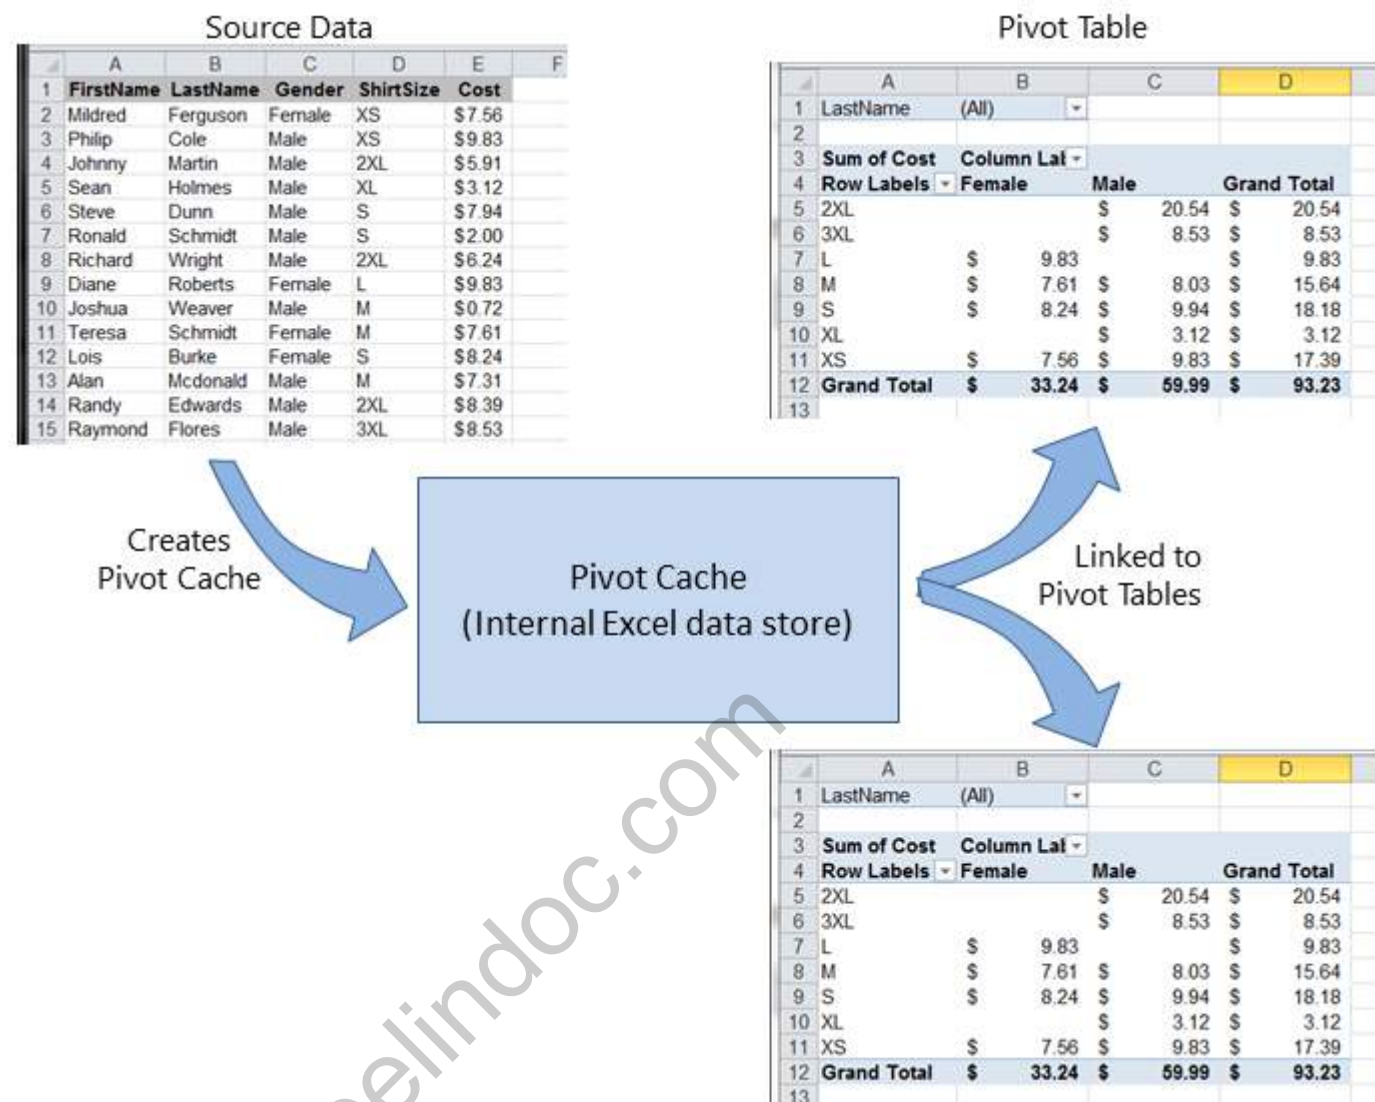 Source Data
A B C D E F
1 FirstName LastName Gender ShirtSize Cost
2 Mildred Ferguson Female XS $7.56
3 Philip Cole Male XS $9.83
4 Johnny Martin Male 2XL $5.91
5 Sean Holmes Male XL $3.12
6 Steve Dunn Male S $7.94
7 Ronald Schmidt Male S $2.00
8 Richard Wright Male 2XL $6.24
9 Diane Roberts Female L $9.83
10 Joshua Weaver Male M $0.72
11 Teresa Schmidt Female M $7.61
12 Lois Burke Female S $8.24
13 Alan Mcdonald Male M $7.31
14 Randy Edwards Male 2XL $8.39
15 Raymond Flores Male 3XL $8.53
Pivot Table
A B C D
1 LastName (All)
2
3 Sum of Cost Column Lal
4 Row Labels Female Male Grand Total
5 2XL $ 20.54 $ 20.54
6 3XL $ 8.53 $ 8.53
7 L $ 9.83 $ 9.83
8 M $ 7.61 $ 8.03 $ 15.64
9 S $ 8.24 $ 9.94 $ 18.18
10 XL $ 3.12 $ 3.12
11 XS $ 7.56 $ 9.83 $ 17.39
12 Grand Total $ 33.24 $ 59.99 $ 93.23
13
Creates
Pivot Cache
Pivot Cache
(Internal Excel data store)
Linked to
Pivot Tables
A B C D
1 LastName (All)
2
3 Sum of Cost Column Lal
4 Row Labels Female Male Grand Total
5 2XL $ 20.54 $ 20.54
6 3XL $ 8.53 $ 8.53
7 L $ 9.83 $ 9.83
8 M $ 7.61 $ 8.03 $ 15.64
9 S $ 8.24 $ 9.94 $ 18.18
10 XL $ 3.12 $ 3.12
11 XS $ 7.56 $ 9.83 $ 17.39
12 Grand Total $ 33.24 $ 59.99 $ 93.23
13
elindoc.com